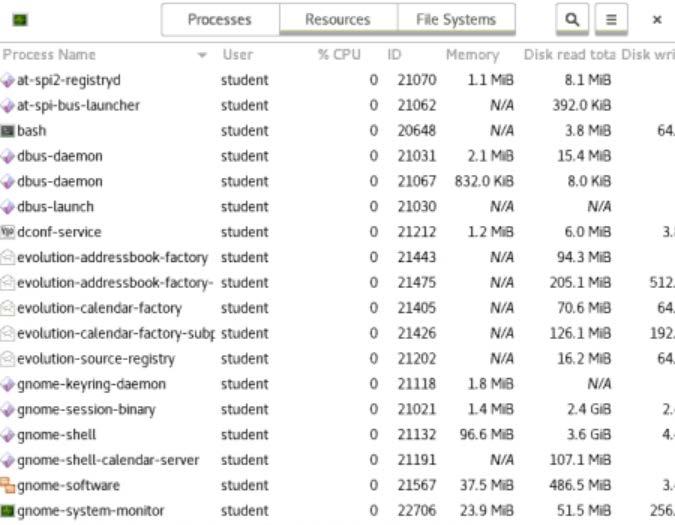 Processes Resources File Systems
Process Name User % CPU ID Memory Disk read tota Disk wri
at-spi2-registryd student 0 21070 1.1 MiB 8.1 MiB
at-spi-bus-launcher student 0 21062 N/A 392.0 KiB
bash student 0 20648 N/A 3.8 MiB 64.
dbus-daemon student 0 21031 2.1 MiB 15.4 MiB
dbus-daemon student 0 21067 832.0 KiB 8.0 KiB
dbus-launch student 0 21030 N/A N/A
dconf-service student 0 21212 1.2 MiB 6.0 MiB 3.
evolution-addressbook-factory student 0 21443 N/A 94.3 MiB
evolution-addressbook-factory- student 0 21475 N/A 205.1 MiB 512.
evolution-calendar-factory student 0 21405 N/A 70.6 MiB 64.
evolution-calendar-factory-subp student 0 21426 N/A 126.1 MiB 192.
evolution-source-registry student 0 21202 N/A 16.2 MiB 64.
gnome-keyring-daemon student 0 21118 1.8 MiB N/A
gnome-session-binary student 0 21021 1.4 MiB 2.4 GiB 2.
gnome-shell student 0 21132 96.6 MiB 3.6 GiB 4.
gnome-shell-calendar-server student 0 21191 N/A 107.1 MiB
gnome-software student 0 21567 37.5 MiB 486.5 MiB 3.
gnome-system-monitor student 0 22706 23.9 MiB 51.5 MiB 256.